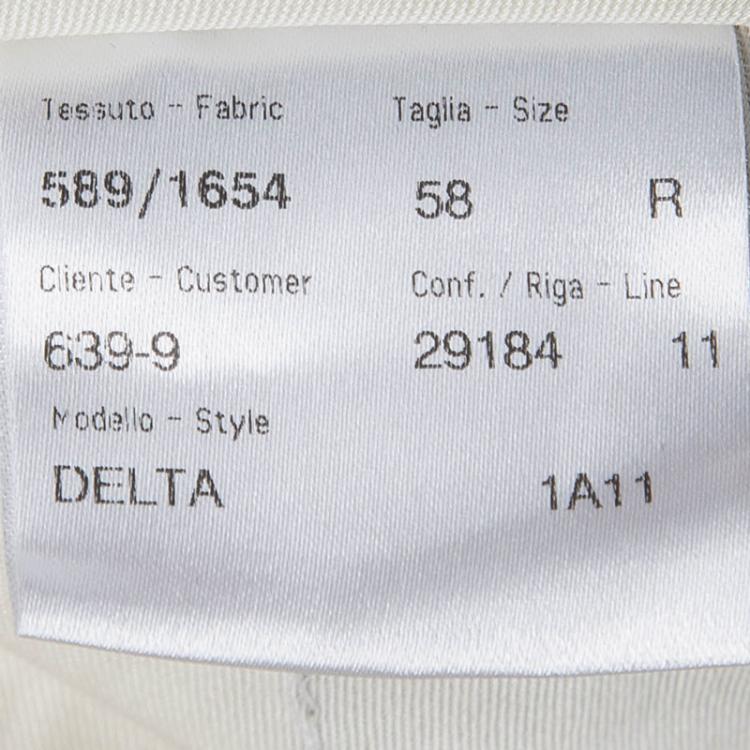 Tessuto - Fabric Taglia - Size
589/1654 58 R
Cliente - Customer Conf. / Riga - Line
639-9 29184 11
Modello - Style
DELTA 1A11